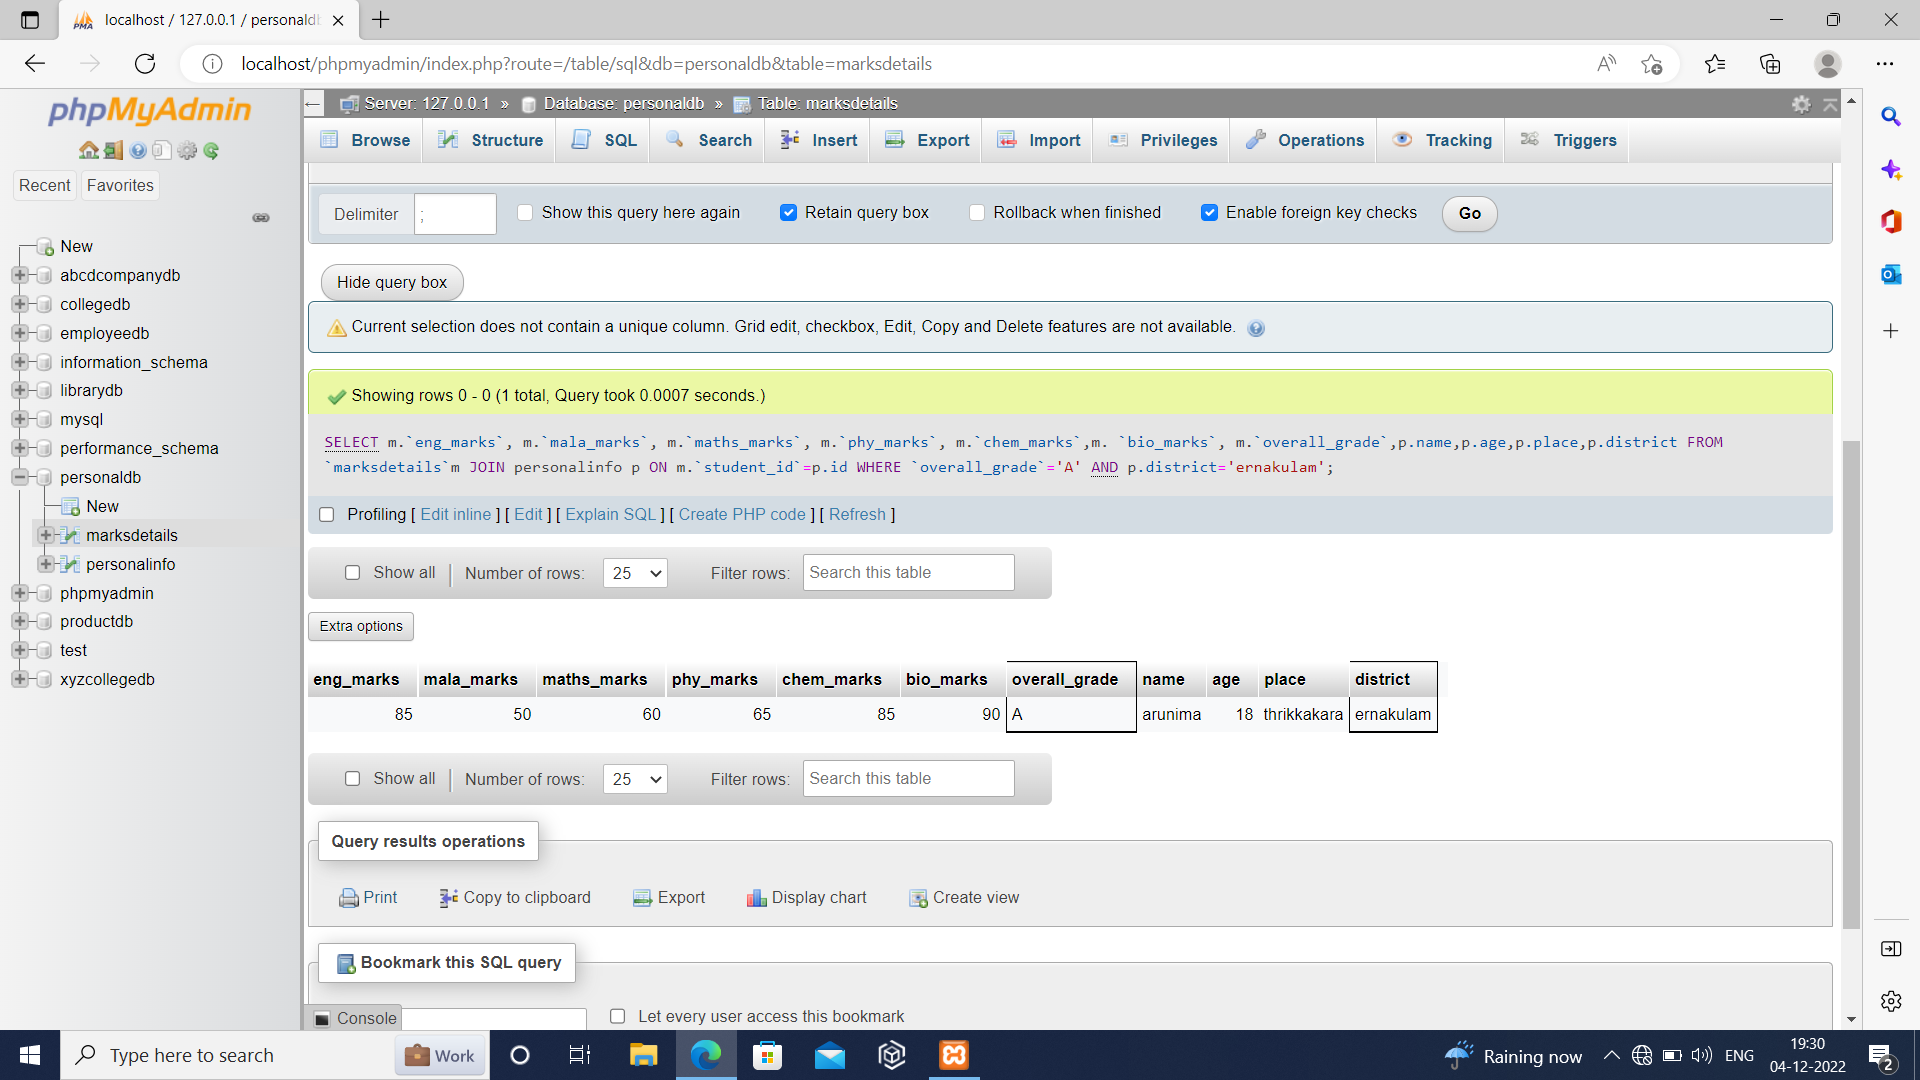 localhost / 127.0.0.1 / personaldb
localhost/phpmyadmin/index.php?route=/table/sql&db=personaldb&table=marksdetails
phpMyAdmin
Recent
Favorites
New
abcdcompanydb
collegedb
employeedb
information_schema
librarydb
mysql
performance_schema
personaldb
New
marksdetails
personalinfo
phpmyadmin
productdb
test
xyzcollegedb
Server: 127.0.0.1 » Database: personaldb » Table: marksdetails
Browse Structure SQL Search Insert Export Import Privileges Operations Tracking Triggers
Delimiter ; Show this query here again Retain query box Rollback when finished Enable foreign key checks Go
Hide query box
Current selection does not contain a unique column. Grid edit, checkbox, Edit, Copy and Delete features are not available.
Showing rows 0 - 0 (1 total, Query took 0.0007 seconds.)
SELECT m.`eng_marks`, m.`mala_marks`, m.`maths_marks`, m.`phy_marks`, m.`chem_marks`,m. `bio_marks`, m.`overall_grade`,p.name,p.age,p.place,p.district FROM
`marksdetails`m JOIN personalinfo p ON m.`student_id`=p.id WHERE `overall_grade`='A' AND p.district='ernakulam';
Profiling [ Edit inline ] [ Edit ] [ Explain SQL ] [ Create PHP code ] [ Refresh ]
Show all Number of rows: 25 Filter rows: Search this table
Extra options
eng_marks mala_marks maths_marks phy_marks chem_marks bio_marks overall_grade name age place district
85 50 60 65 85 90 A arunima 18 thrikkakara ernakulam
Show all Number of rows: 25 Filter rows: Search this table
Query results operations
Print Copy to clipboard Export Display chart Create view
Bookmark this SQL query
Console
Let every user access this bookmark
Type here to search
Work
Raining now
ENG
19:30
04-12-2022
2